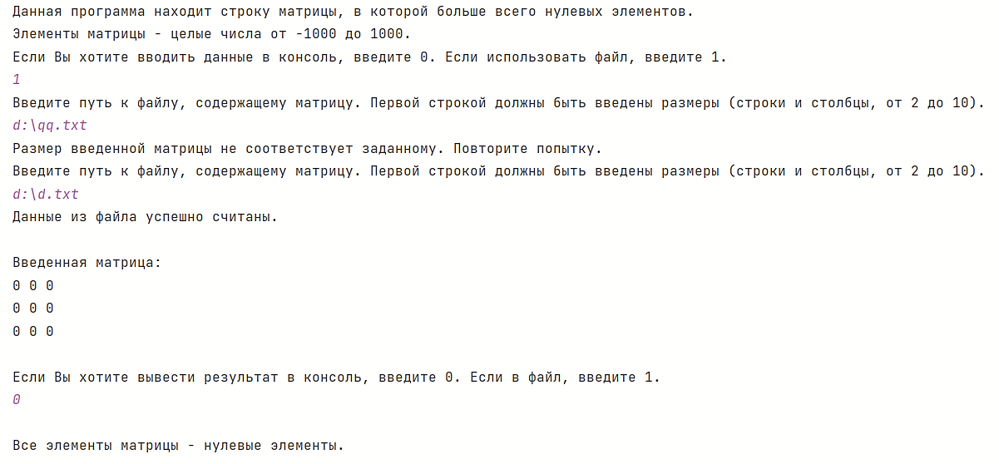 Данная программа находит строку матрицы, в которой больше всего нулевых элементов.
Элементы матрицы - целые числа от -1000 до 1000.
Если Вы хотите вводить данные в консоль, введите 0. Если использовать файл, введите 1.
1
Введите путь к файлу, содержащему матрицу. Первой строкой должны быть введены размеры (строки и столбцы, от 2 до 10).
d:\qq.txt
Размер введенной матрицы не соответствует заданному. Повторите попытку.
Введите путь к файлу, содержащему матрицу. Первой строкой должны быть введены размеры (строки и столбцы, от 2 до 10).
d:\d.txt
Данные из файла успешно считаны.
Введенная матрица:
0 0 0
0 0 0
0 0 0
Если Вы хотите вывести результат в консоль, введите 0. Если в файл, введите 1.
0
Все элементы матрицы - нулевые элементы.